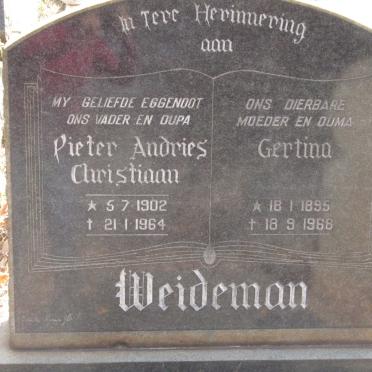 In Tere Herinnering
aan
MY GELIEFDE EGGENOOT
ONS VADER EN OUPA
Pieter Andries
Christiaan
★ 5·7·1902
† 21·1·1964
ONS DIERBARE
MOEDER EN OUMA
Gertina
★ 18·1·1895
† 18·9·1968
Weideman